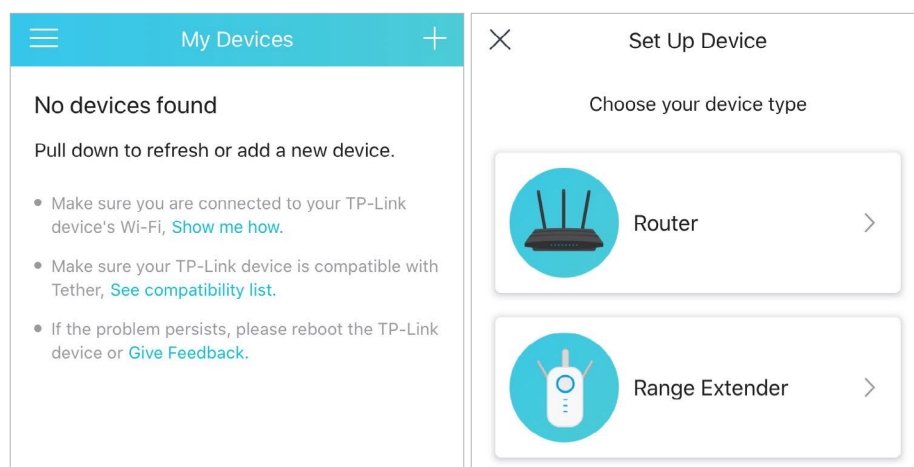 My Devices
No devices found
Pull down to refresh or add a new device.
Make sure you are connected to your TP-Link
device's Wi-Fi, Show me how.
Make sure your TP-Link device is compatible with
Tether, See compatibility list.
If the problem persists, please reboot the TP-Link
device or Give Feedback.
Set Up Device
Choose your device type
Router
Range Extender